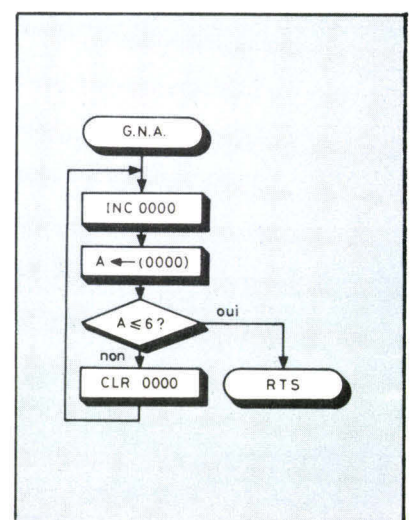 G.N.A.
INC 0000
A ← (0000)
A ⩽ 6 ?
oui
non
CLR 0000
RTS